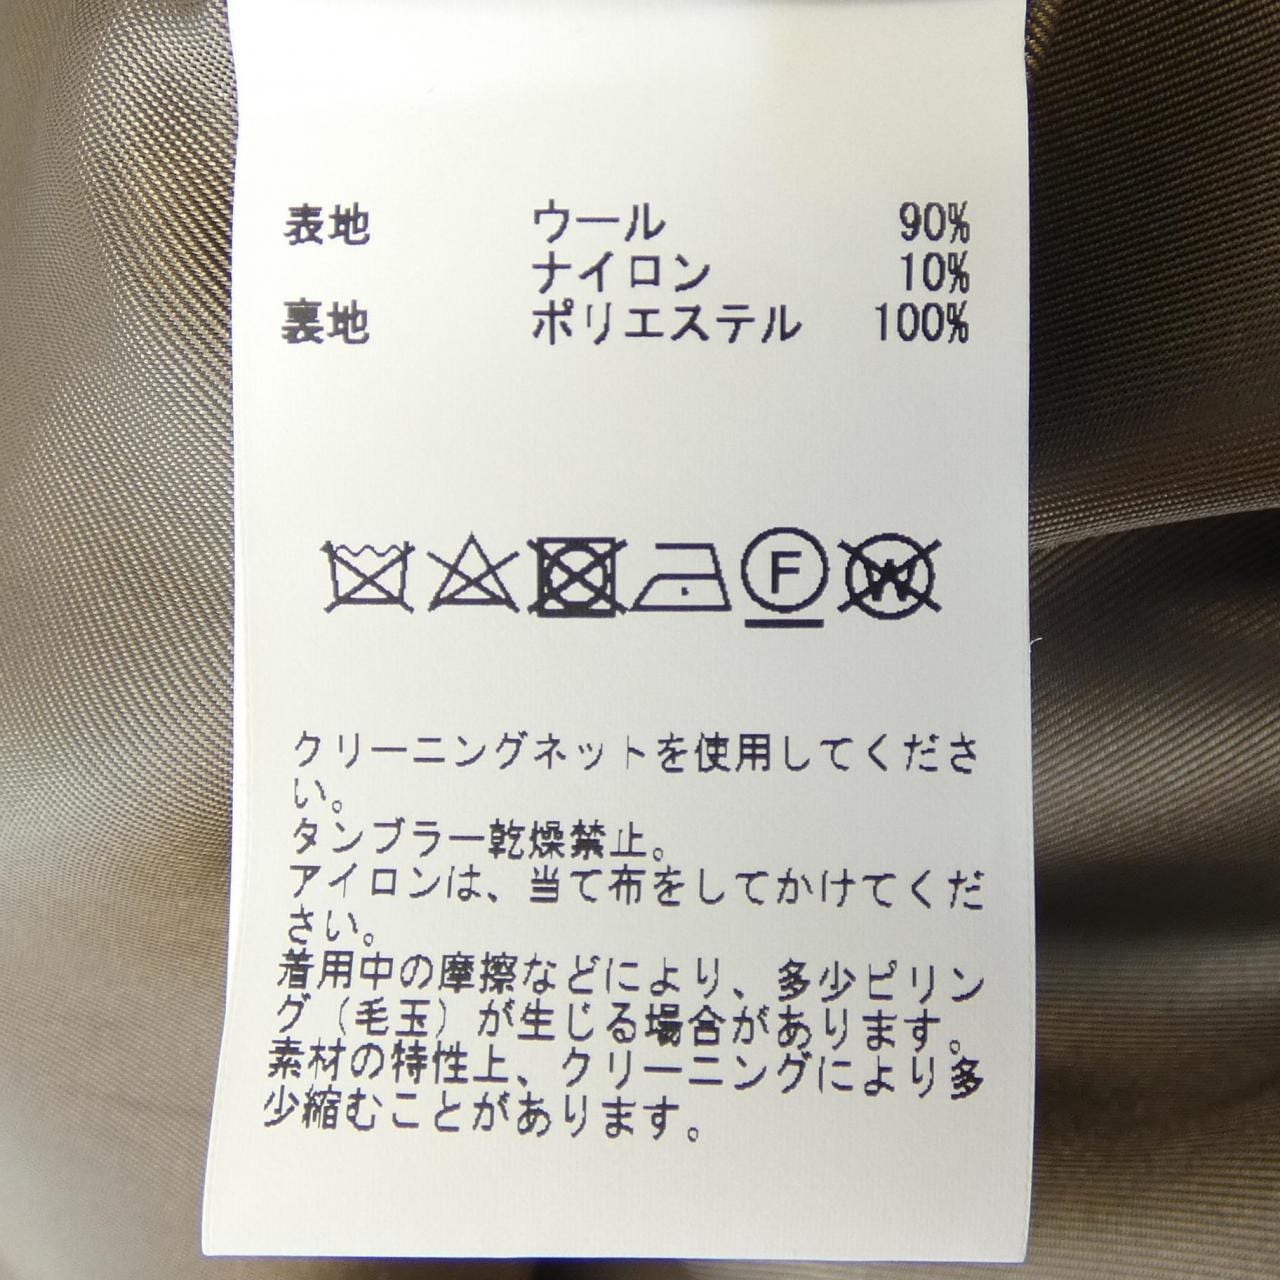 表地 ウール 90%
ナイロン 10%
裏地 ポリエステル 100%
F W
クリーニングネットを使用してくださ
い。
タンブラー乾燥禁止。
アイロンは、当て布をしてかけてくだ
さい。
着用中の摩擦などにより、多少ピリン
グ（毛玉）が生じる場合があります。
素材の特性上、クリーニングにより多
少縮むことがあります。